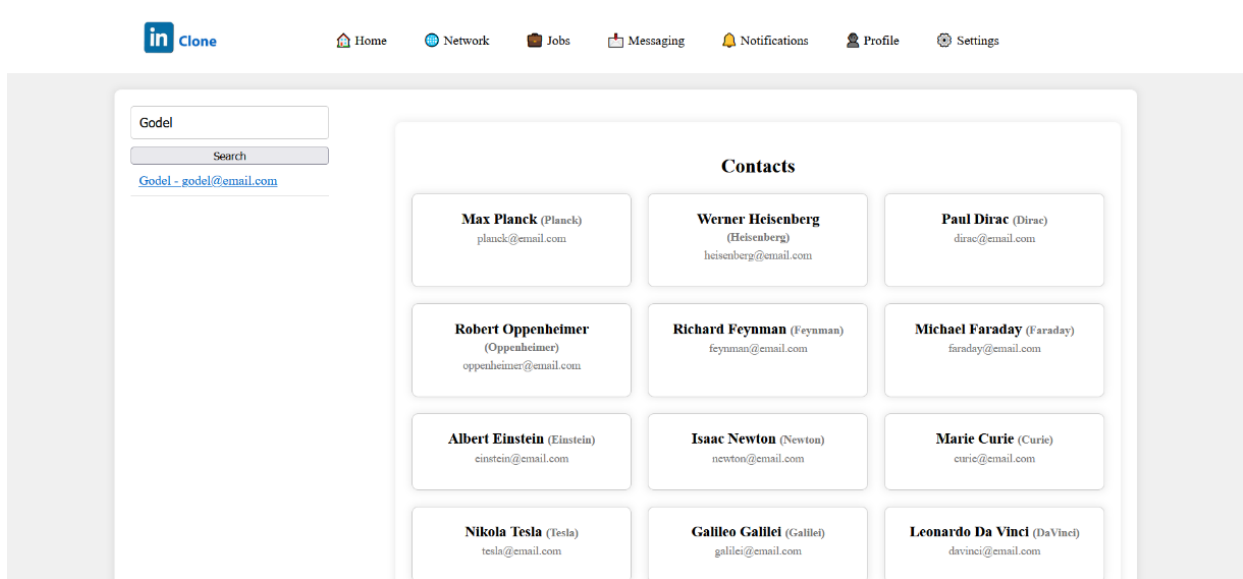 in Clone
Home
Network
Jobs
Messaging
Notifications
Profile
Settings
Godel
Search
Godel - godel@email.com
Contacts
Max Planck (Planck)
planck@email.com
Werner Heisenberg
(Heisenberg)
heisenberg@email.com
Paul Dirac (Dirac)
dirac@email.com
Robert Oppenheimer
(Oppenheimer)
oppenheimer@email.com
Richard Feynman (Feynman)
feynman@email.com
Michael Faraday (Faraday)
faraday@email.com
Albert Einstein (Einstein)
einstein@email.com
Isaac Newton (Newton)
newton@email.com
Marie Curie (Curie)
curie@email.com
Nikola Tesla (Tesla)
tesla@email.com
Galileo Galilei (Galilei)
galilei@email.com
Leonardo Da Vinci (DaVinci)
davinci@email.com